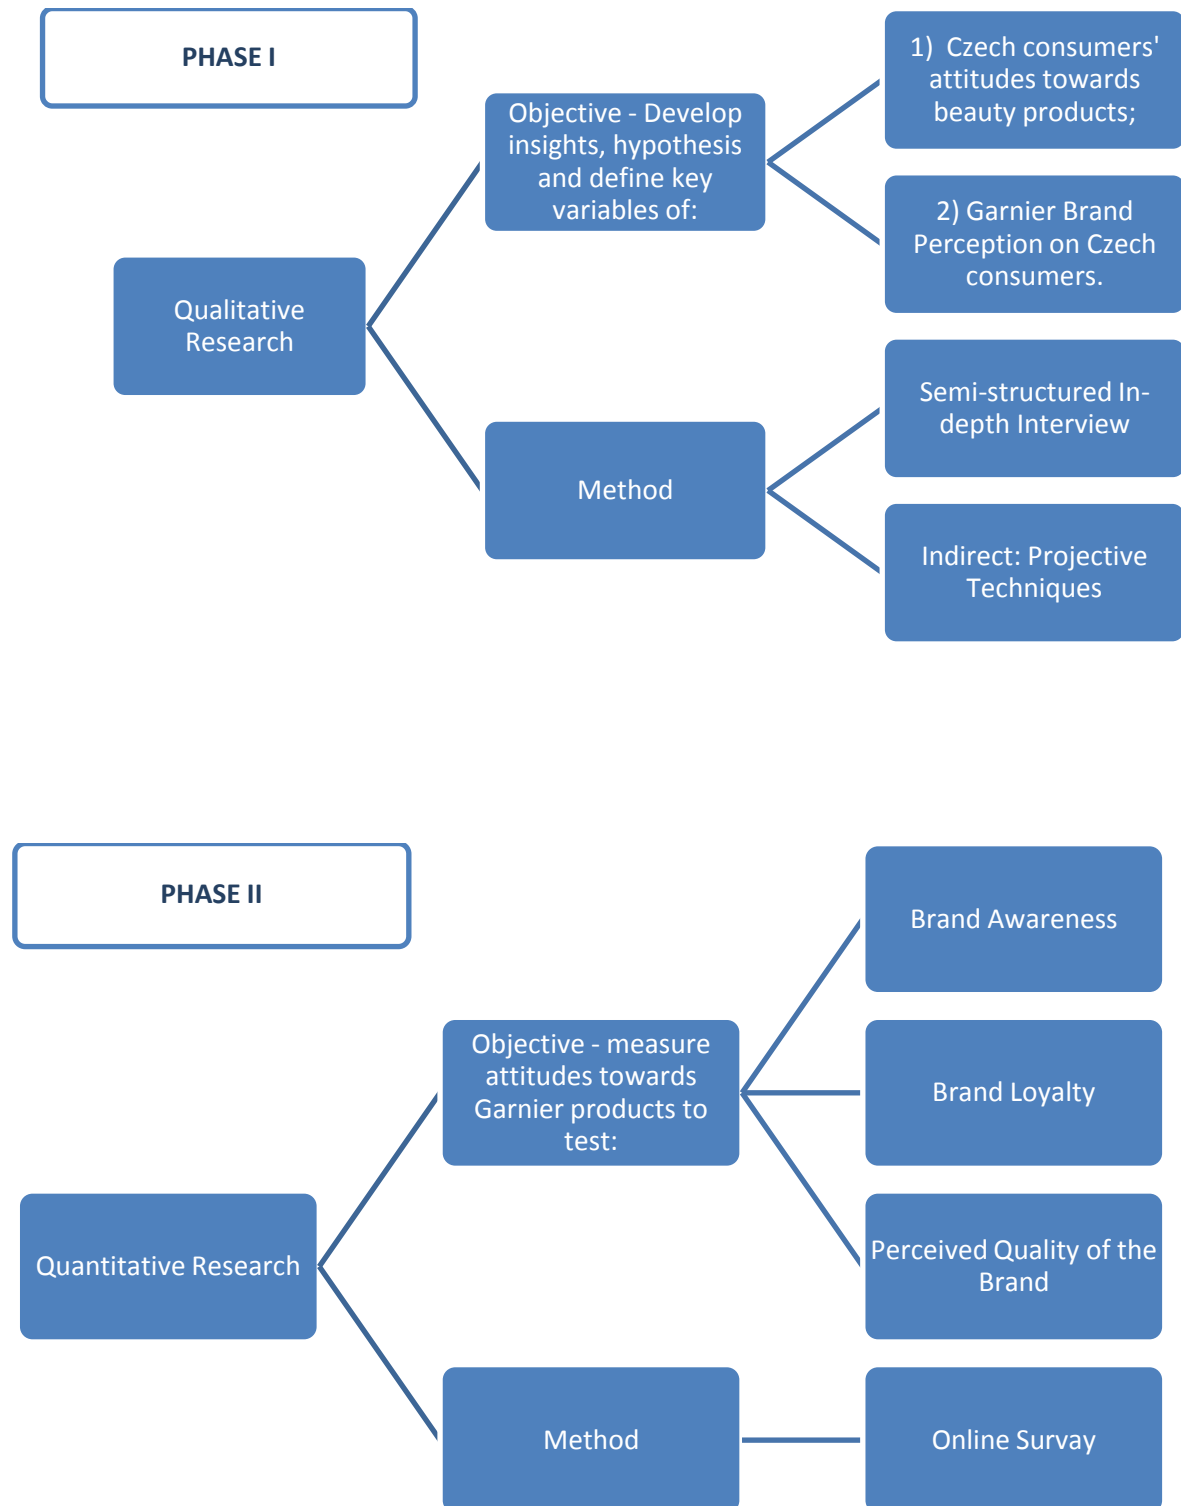 PHASE I
Qualitative
Research
Objective - Develop
insights, hypothesis
and define key
variables of:
1)  Czech consumers'
attitudes towards
beauty products;
2) Garnier Brand
Perception on Czech
consumers.
Method
Semi-structured In-
depth Interview
Indirect: Projective
Techniques
PHASE II
Quantitative Research
Objective - measure
attitudes towards
Garnier products to
test:
Brand Awareness
Brand Loyalty
Perceived Quality of the
Brand
Method
Online Survay